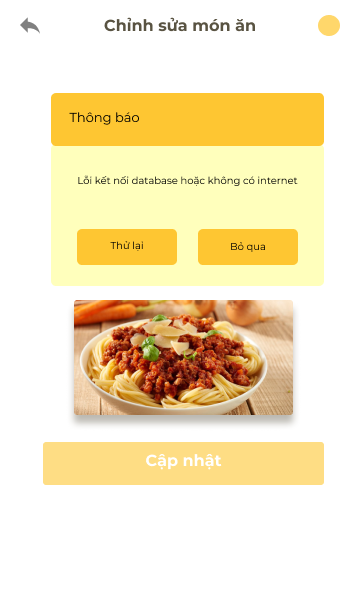 Chỉnh sửa món ăn
Thông báo
Lỗi kết nối database hoặc không có internet
Thử lại
Bỏ qua
Cập nhật